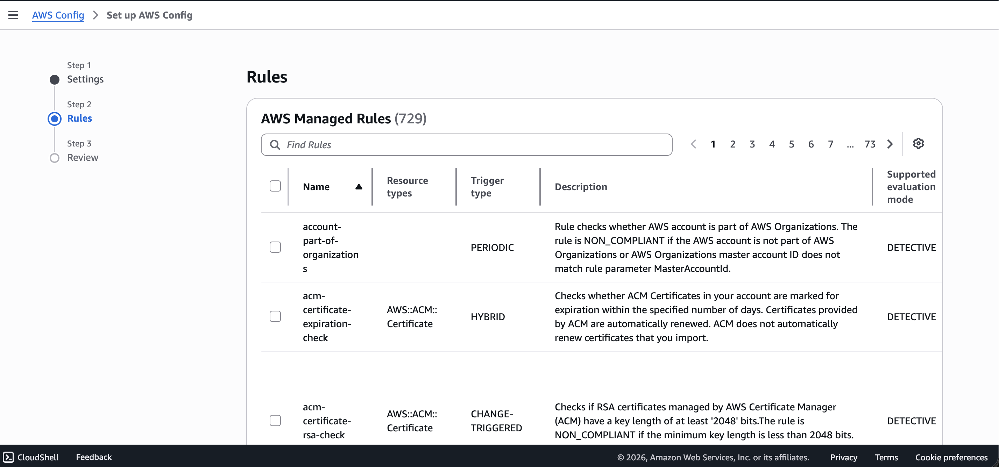 AWS Config > Set up AWS Config
Step 1
Settings
Step 2
Rules
Step 3
Review
Rules
AWS Managed Rules (729)
Find Rules
1 2 3 4 5 6 7 ... 73
Name
Resource
types
Trigger
type
Description
Supported
evaluation
mode
account-
part-of-
organization
s
PERIODIC
Rule checks whether AWS account is part of AWS Organizations. The
rule is NON_COMPLIANT if the AWS account is not part of AWS
Organizations or AWS Organizations master account ID does not
match rule parameter MasterAccountId.
DETECTIVE
acm-
certificate-
expiration-
check
AWS::ACM::
Certificate
HYBRID
Checks whether ACM Certificates in your account are marked for
expiration within the specified number of days. Certificates provided
by ACM are automatically renewed. ACM does not automatically
renew certificates that you import.
DETECTIVE
acm-
certificate-
rsa-check
AWS::ACM::
Certificate
CHANGE-
TRIGGERED
Checks if RSA certificates managed by AWS Certificate Manager
(ACM) have a key length of at least '2048' bits.The rule is
NON_COMPLIANT if the minimum key length is less than 2048 bits.
DETECTIVE
CloudShell Feedback © 2026, Amazon Web Services, Inc. or its affiliates. Privacy Terms Cookie preferences